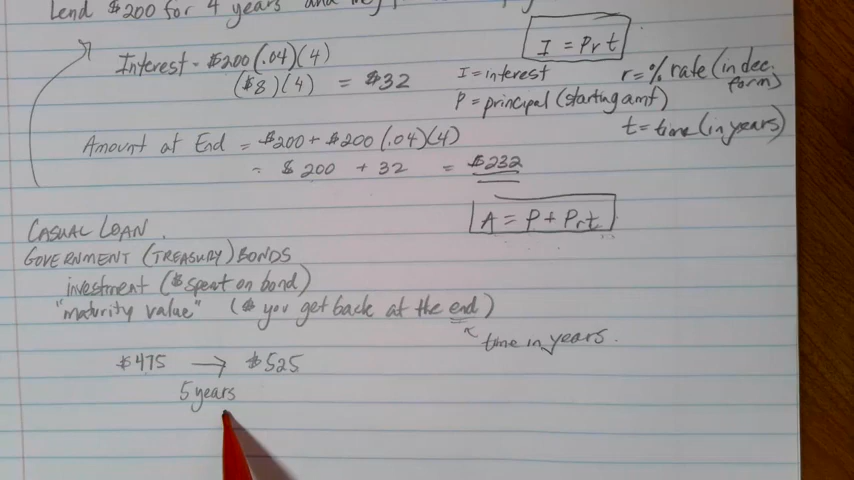 Lend $200 for 4 years and
Interest = $200(.04)(4)
($8)(4) = $32
I = Prt
I = interest
r = % rate (in dec. form)
P = principal (starting amt)
t = time (in years)
Amount at End = $200 + $200(.04)(4)
= $200 + 32 = $232
A = P + Prt
CASUAL LOAN.
GOVERNMENT (TREASURY) BONDS
investment ($ spent on bond)
"maturity value" ($ you get back at the end)
time in years.
$475 → $525
5 years